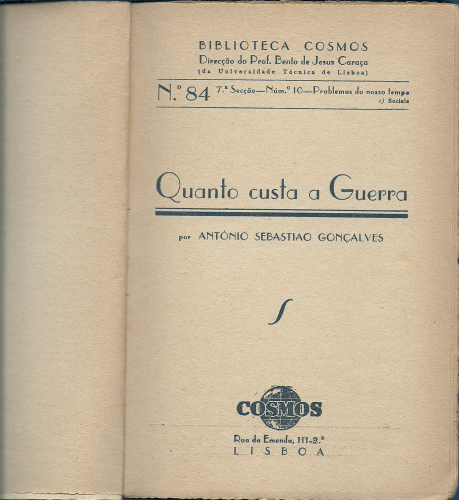 BIBLIOTECA COSMOS
Direcção do Prof. Bento de Jesus Caraça
(da Universidade Técnica de Lisboa)
N.º 84 7.ª Secção—Núm.º 10—Problemas do nosso tempo
c) Sociais
Quanto custa a Guerra
por ANTÓNIO SEBASTIAO GONÇALVES
COSMOS
Rua da Emenda, 111-2.º
LISBOA